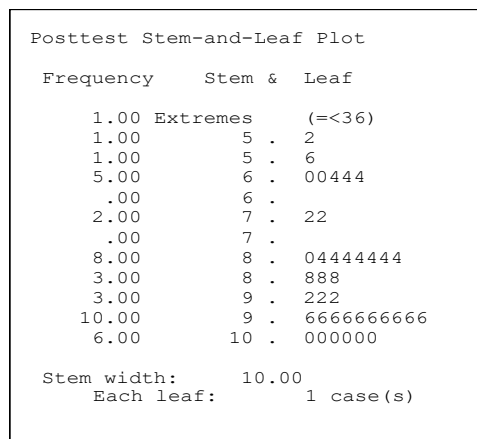 Posttest Stem-and-Leaf Plot
Frequency Stem & Leaf
1.00 Extremes (=<36)
1.00 5 . 2
1.00 5 . 6
5.00 6 . 00444
.00 6 .
2.00 7 . 22
.00 7 .
8.00 8 . 04444444
3.00 8 . 888
3.00 9 . 222
10.00 9 . 6666666666
6.00 10 . 000000
Stem width: 10.00
Each leaf: 1 case(s)